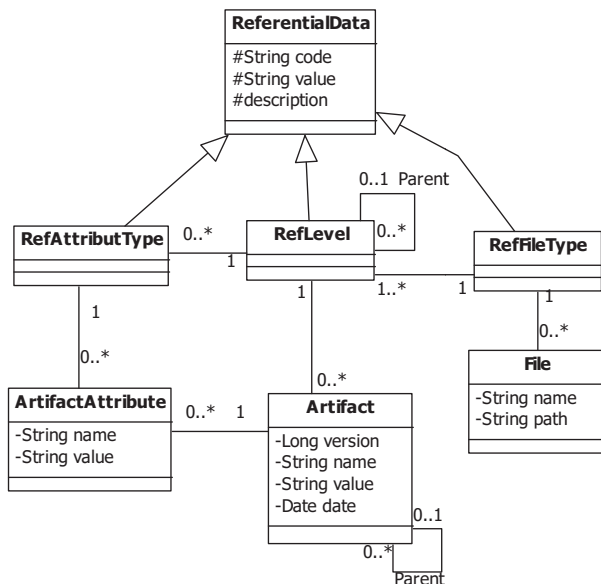 ReferentialData
#String code
#String value
#description
0..1 Parent
RefAttributType
0..*
1
RefLevel
0..*
RefFileType
1
1
1..*
1
1
0..*
0..*
0..*
File
-String name
-String path
ArtifactAttribute
-String name
-String value
0..* 1
Artifact
-Long version
-String name
-String value
-Date date
0..1
0..*
Parent